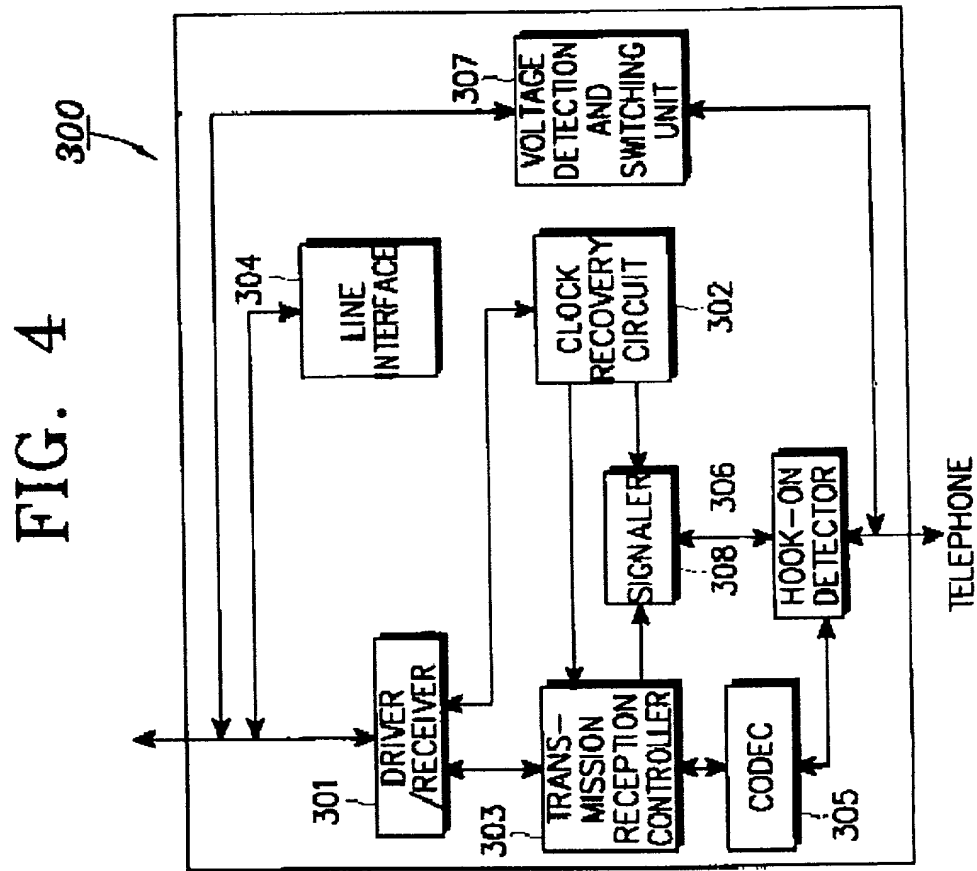 FIG. 4
300
304
LINE
INTERFACE
307
VOLTAGE
DETECTION
AND
SWITCHING
UNIT
301
DRIVER
/RECEIVER
CLOCK
RECOVERY
CIRCUIT
302
303
TRANS-
MISSION
RECEPTION
CONTROLLER
SIGNALER
308
306
CODEC
305
HOOK-ON
DETECTOR
TELEPHONE